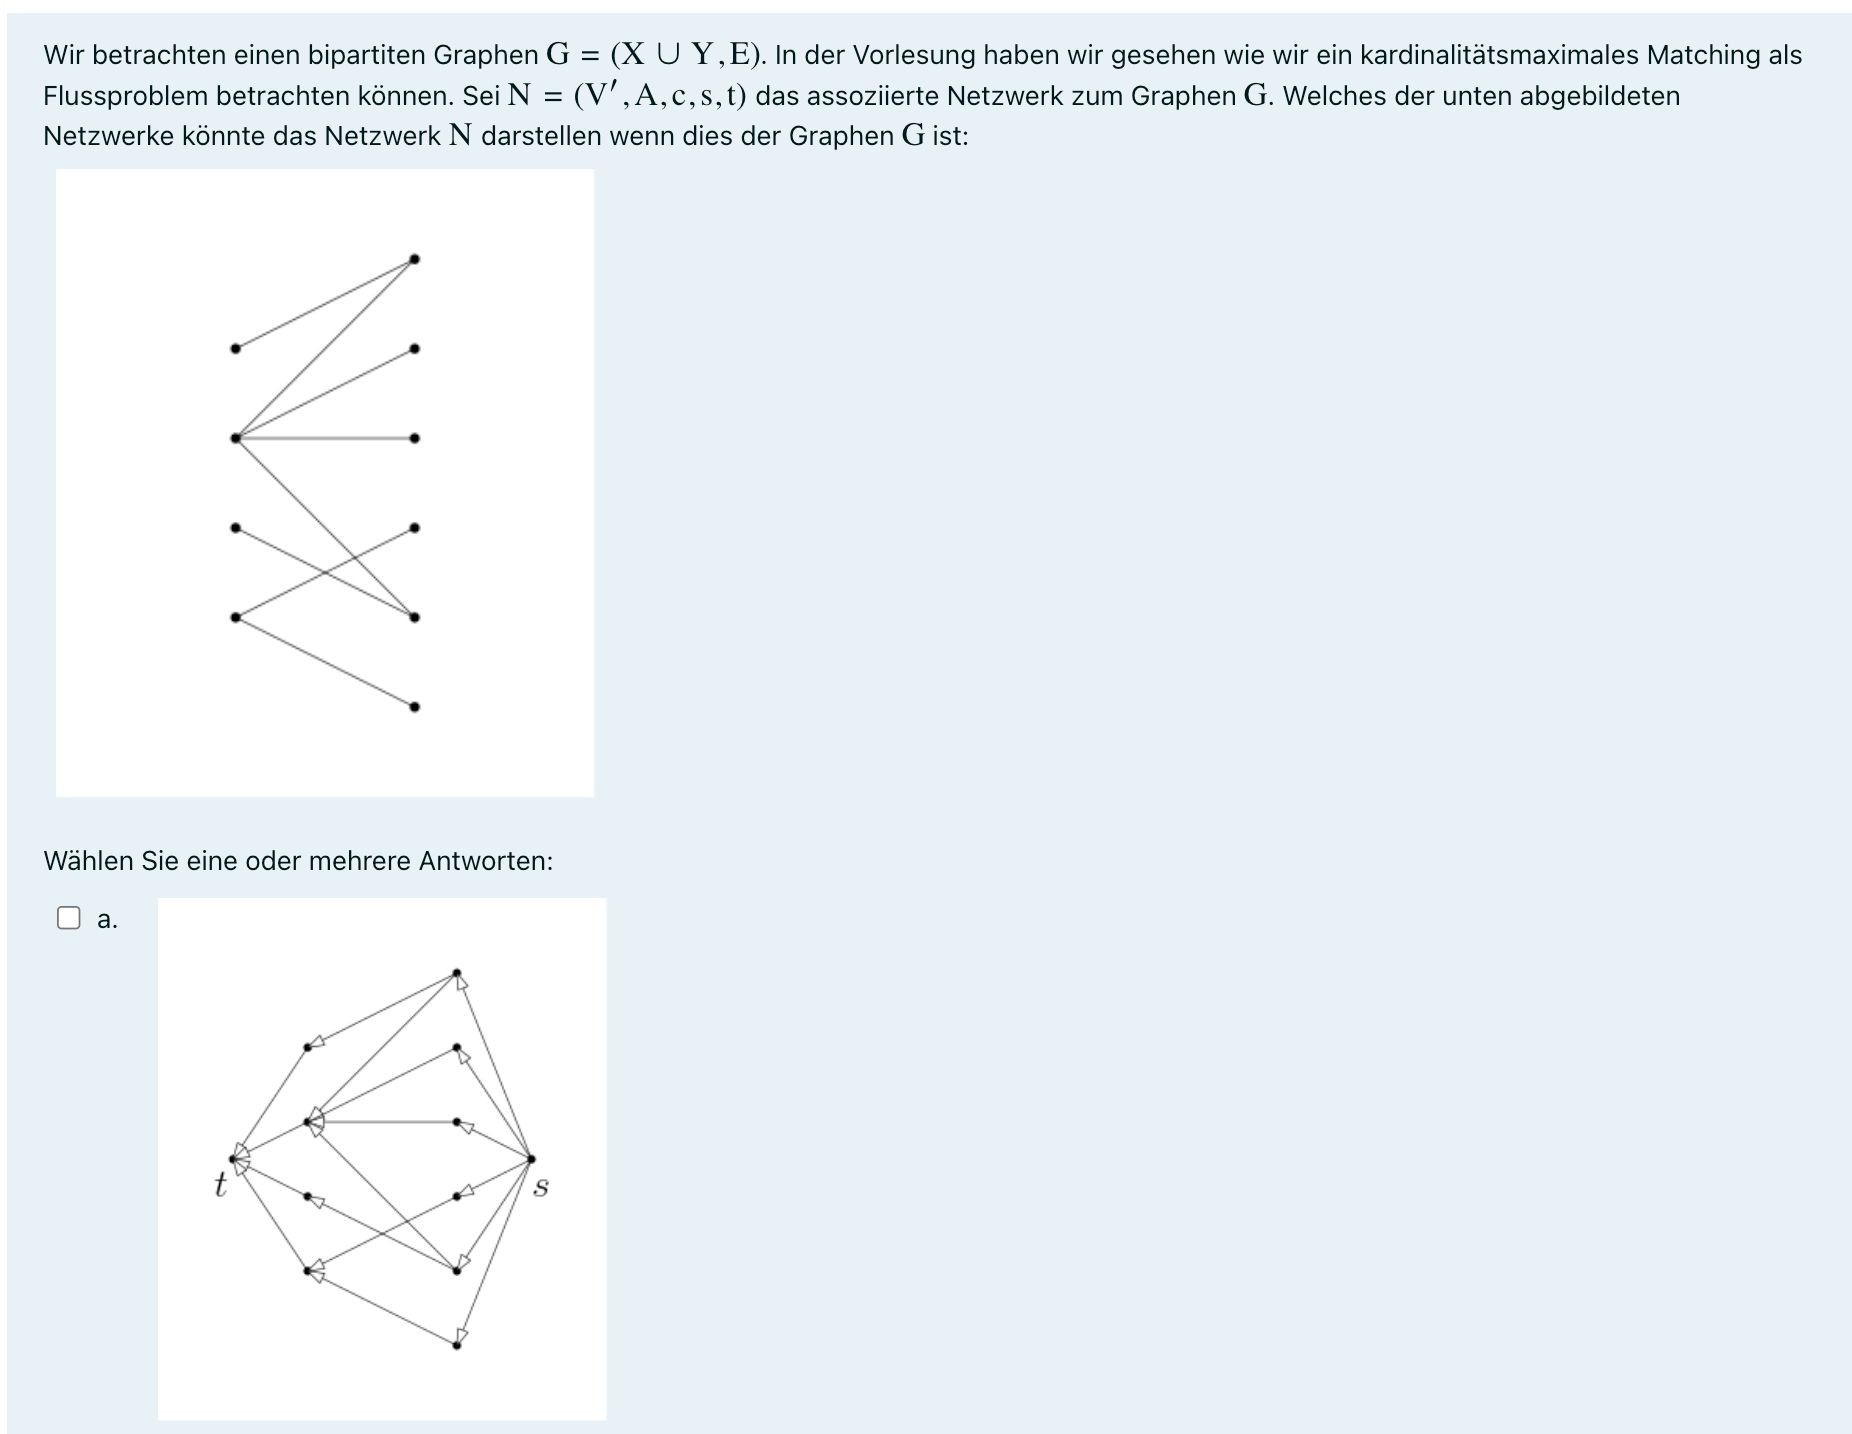 Wir betrachten einen bipartiten Graphen G = (X ∪ Y, E). In der Vorlesung haben wir gesehen wie wir ein kardinalitätsmaximales Matching als
Flussproblem betrachten können. Sei N = (V′, A, c, s, t) das assoziierte Netzwerk zum Graphen G. Welches der unten abgebildeten
Netzwerke könnte das Netzwerk N darstellen wenn dies der Graphen G ist:
Wählen Sie eine oder mehrere Antworten:
a.
t
s